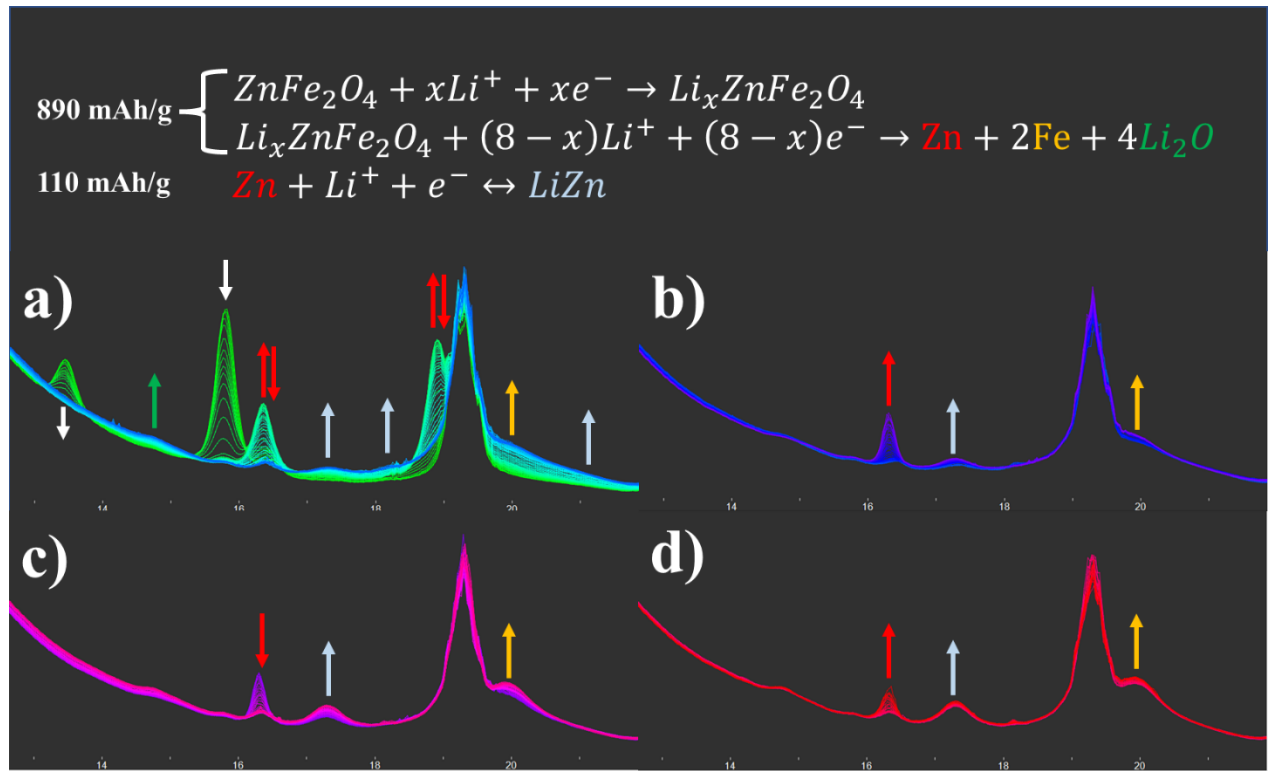 890 mAh/g
ZnFe₂O₄ + xLi⁺ + xe⁻ → LiₓZnFe₂O₄
LiₓZnFe₂O₄ + (8 − x)Li⁺ + (8 − x)e⁻ → Zn + 2Fe + 4Li₂O
110 mAh/g
Zn + Li⁺ + e⁻ ↔ LiZn
a)
14 16 18 20
b)
14 16 18 20
c)
14 16 18 20
d)
14 16 18 20